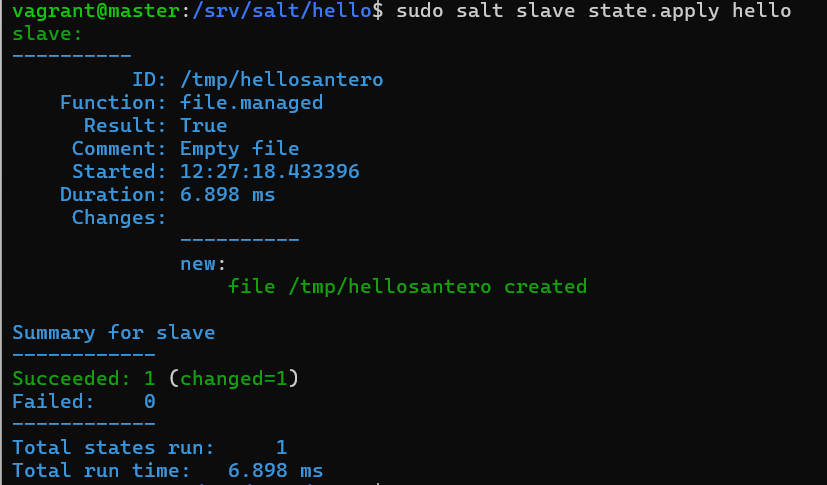 vagrant@master:/srv/salt/hello$ sudo salt slave state.apply hello
slave:
----------
          ID: /tmp/hellosantero
    Function: file.managed
      Result: True
     Comment: Empty file
     Started: 12:27:18.433396
    Duration: 6.898 ms
     Changes:
              ----------
              new:
                  file /tmp/hellosantero created

Summary for slave
------------
Succeeded: 1 (changed=1)
Failed:    0
------------
Total states run:     1
Total run time:   6.898 ms